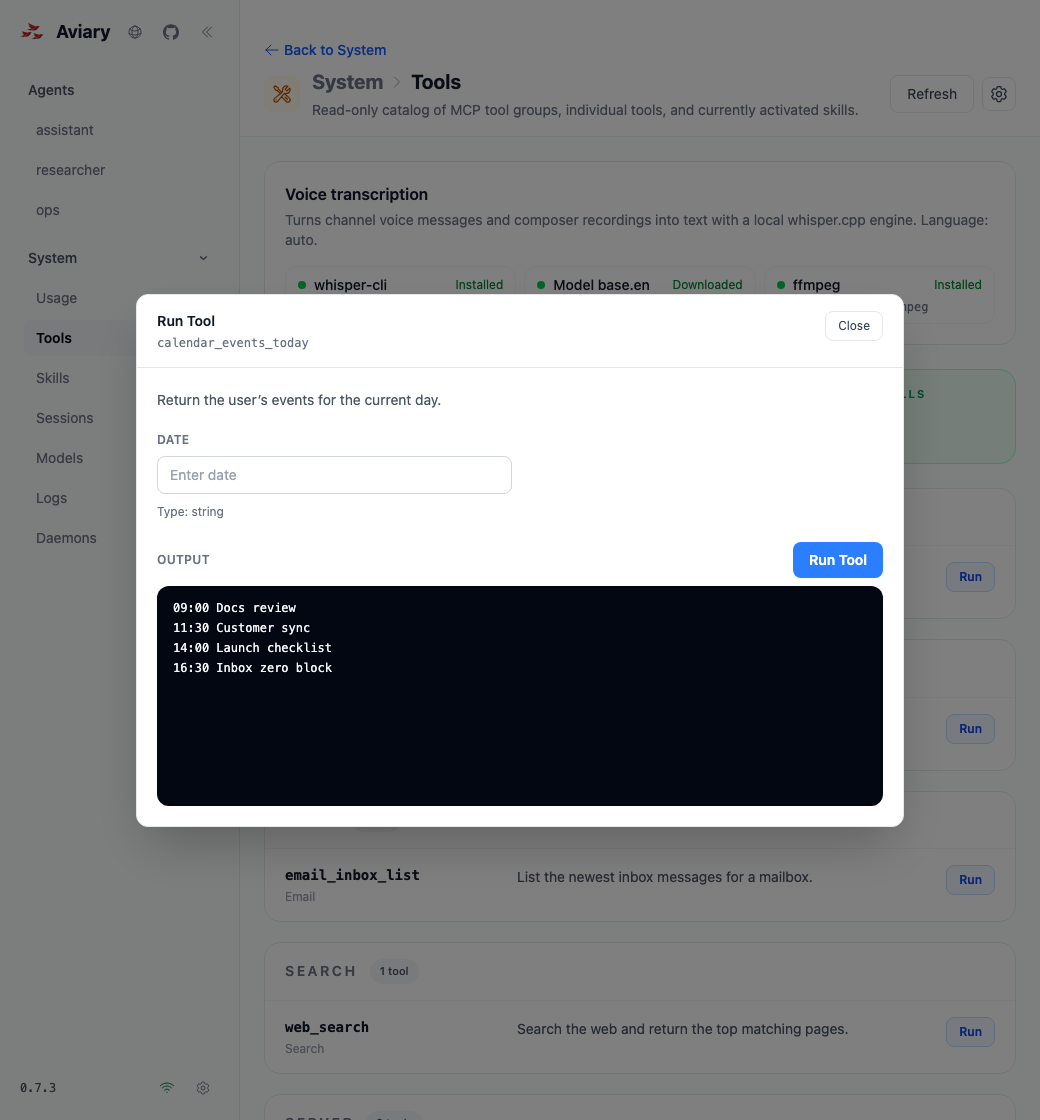 Aviary
Agents
assistant
researcher
ops
System
Usage
Tools
Skills
Sessions
Models
Logs
Daemons
0.7.3
← Back to System
System > Tools
Read-only catalog of MCP tool groups, individual tools, and currently activated skills.
Refresh
Voice transcription
Turns channel voice messages and composer recordings into text with a local whisper.cpp engine. Language:
auto.
whisper-cli Installed
Model base.en Downloaded
ffmpeg Installed
Run Tool
calendar_events_today
Close
Return the user’s events for the current day.
DATE
Enter date
Type: string
OUTPUT
Run Tool
09:00 Docs review
11:30 Customer sync
14:00 Launch checklist
16:30 Inbox zero block
Run
Run
email_inbox_list
List the newest inbox messages for a mailbox.
Run
Email
SEARCH 1 tool
web_search
Search the web and return the top matching pages.
Run
Search
SERVER